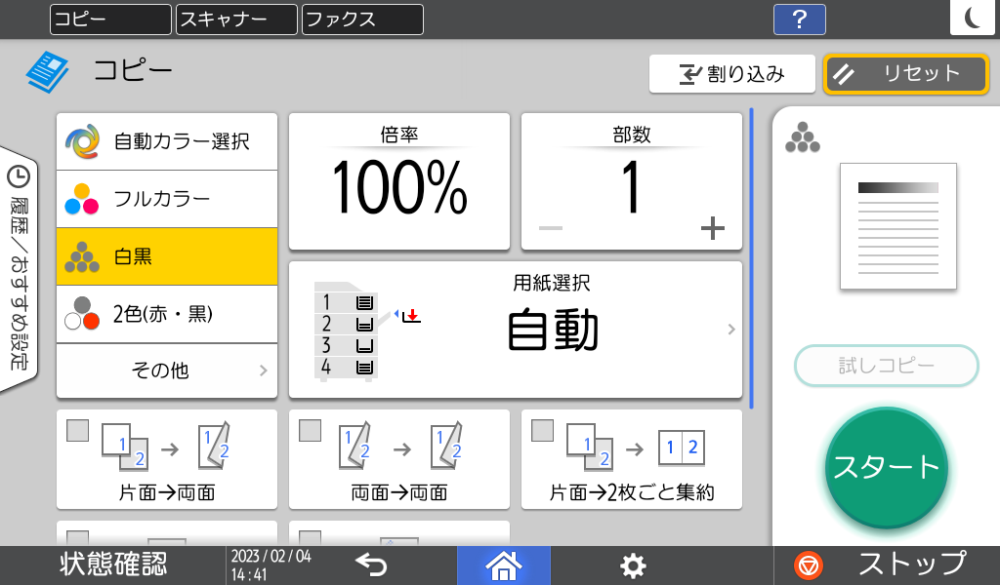 コピー
スキャナー
ファクス
?
コピー
割り込み
リセット
履歴／おすすめ設定
自動カラー選択
フルカラー
白黒
2色(赤・黒)
その他
倍率
100%
部数
1
用紙選択
自動
1
2
3
4
試しコピー
スタート
1 2 → 1 2
片面→両面
1 2 → 1 2
両面→両面
1 2 → 1 2
片面→2枚ごと集約
状態確認
2023/02/04
14:41
ストップ